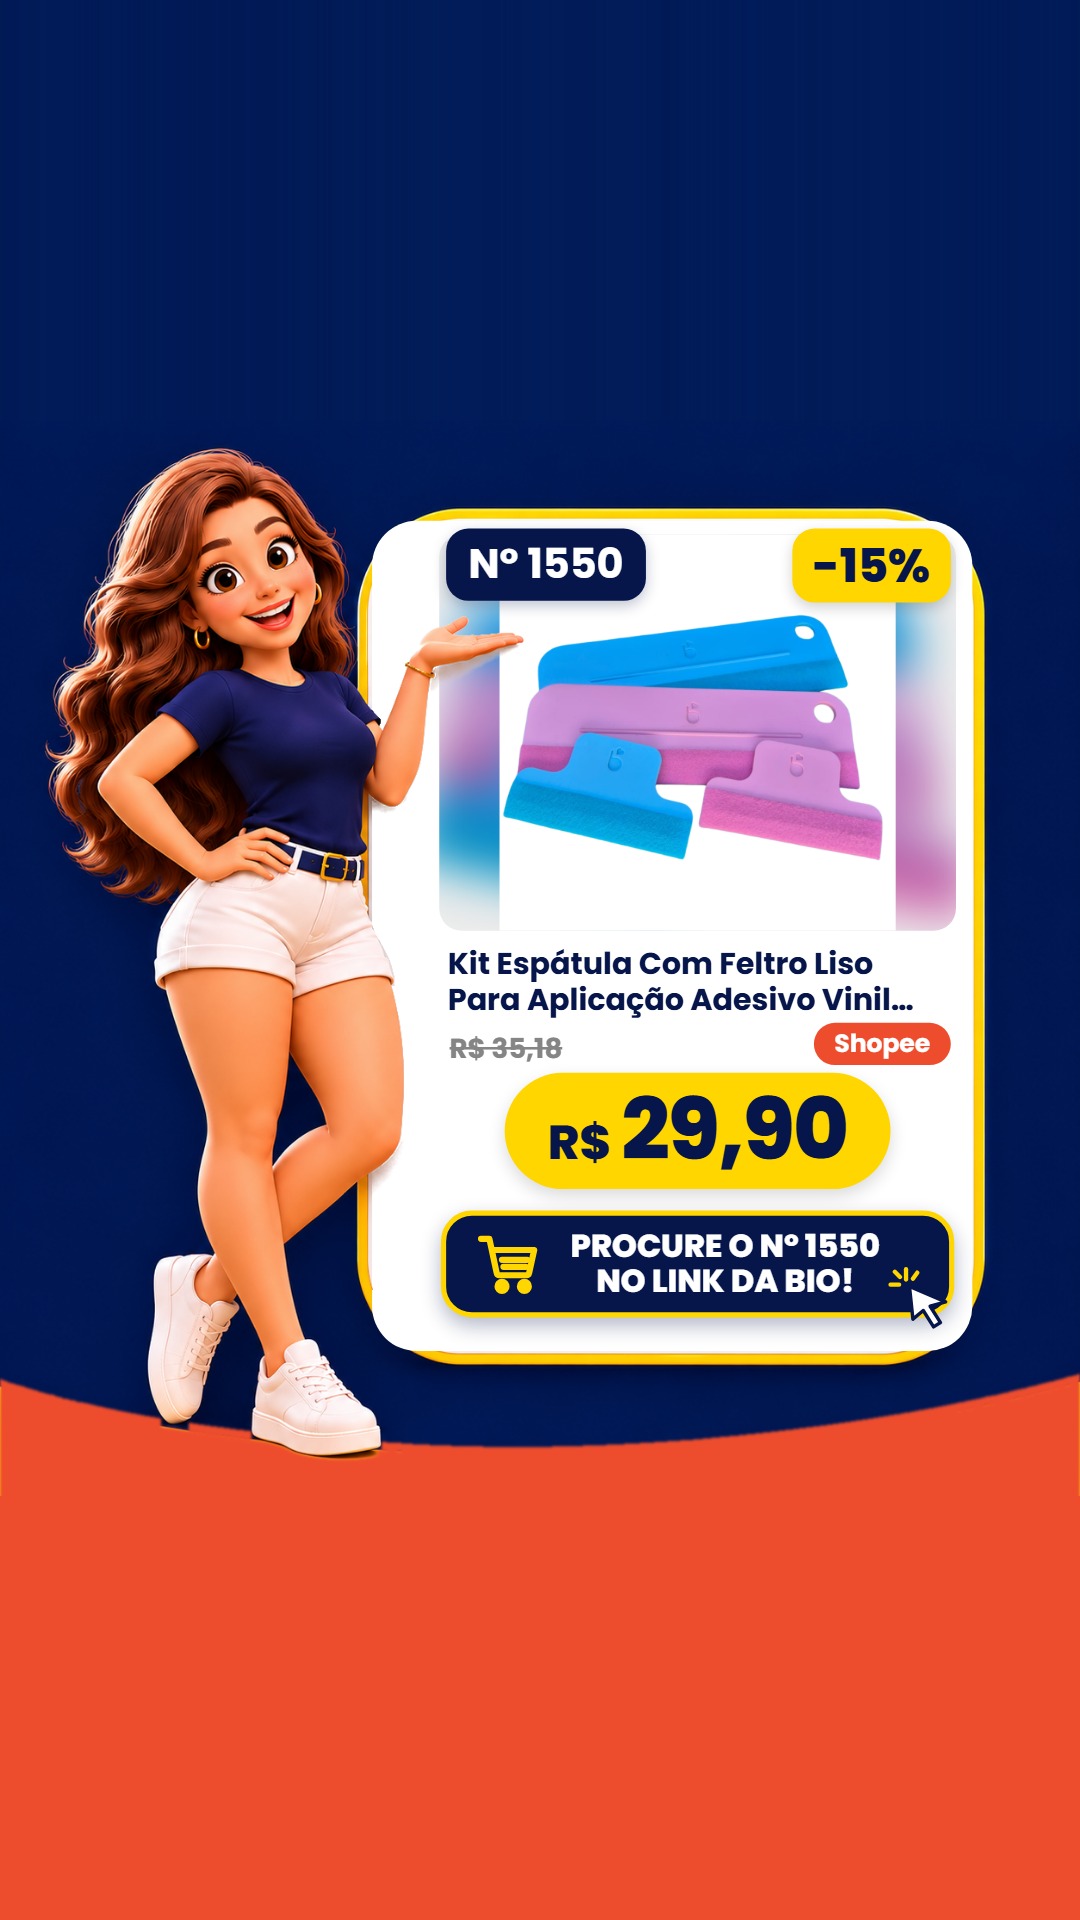 Nº 1550
-15%
Kit Espátula Com Feltro Liso
Para Aplicação Adesivo Vinil...
R$ 35,18
Shopee
R$ 29,90
PROCURE O Nº 1550
NO LINK DA BIO!